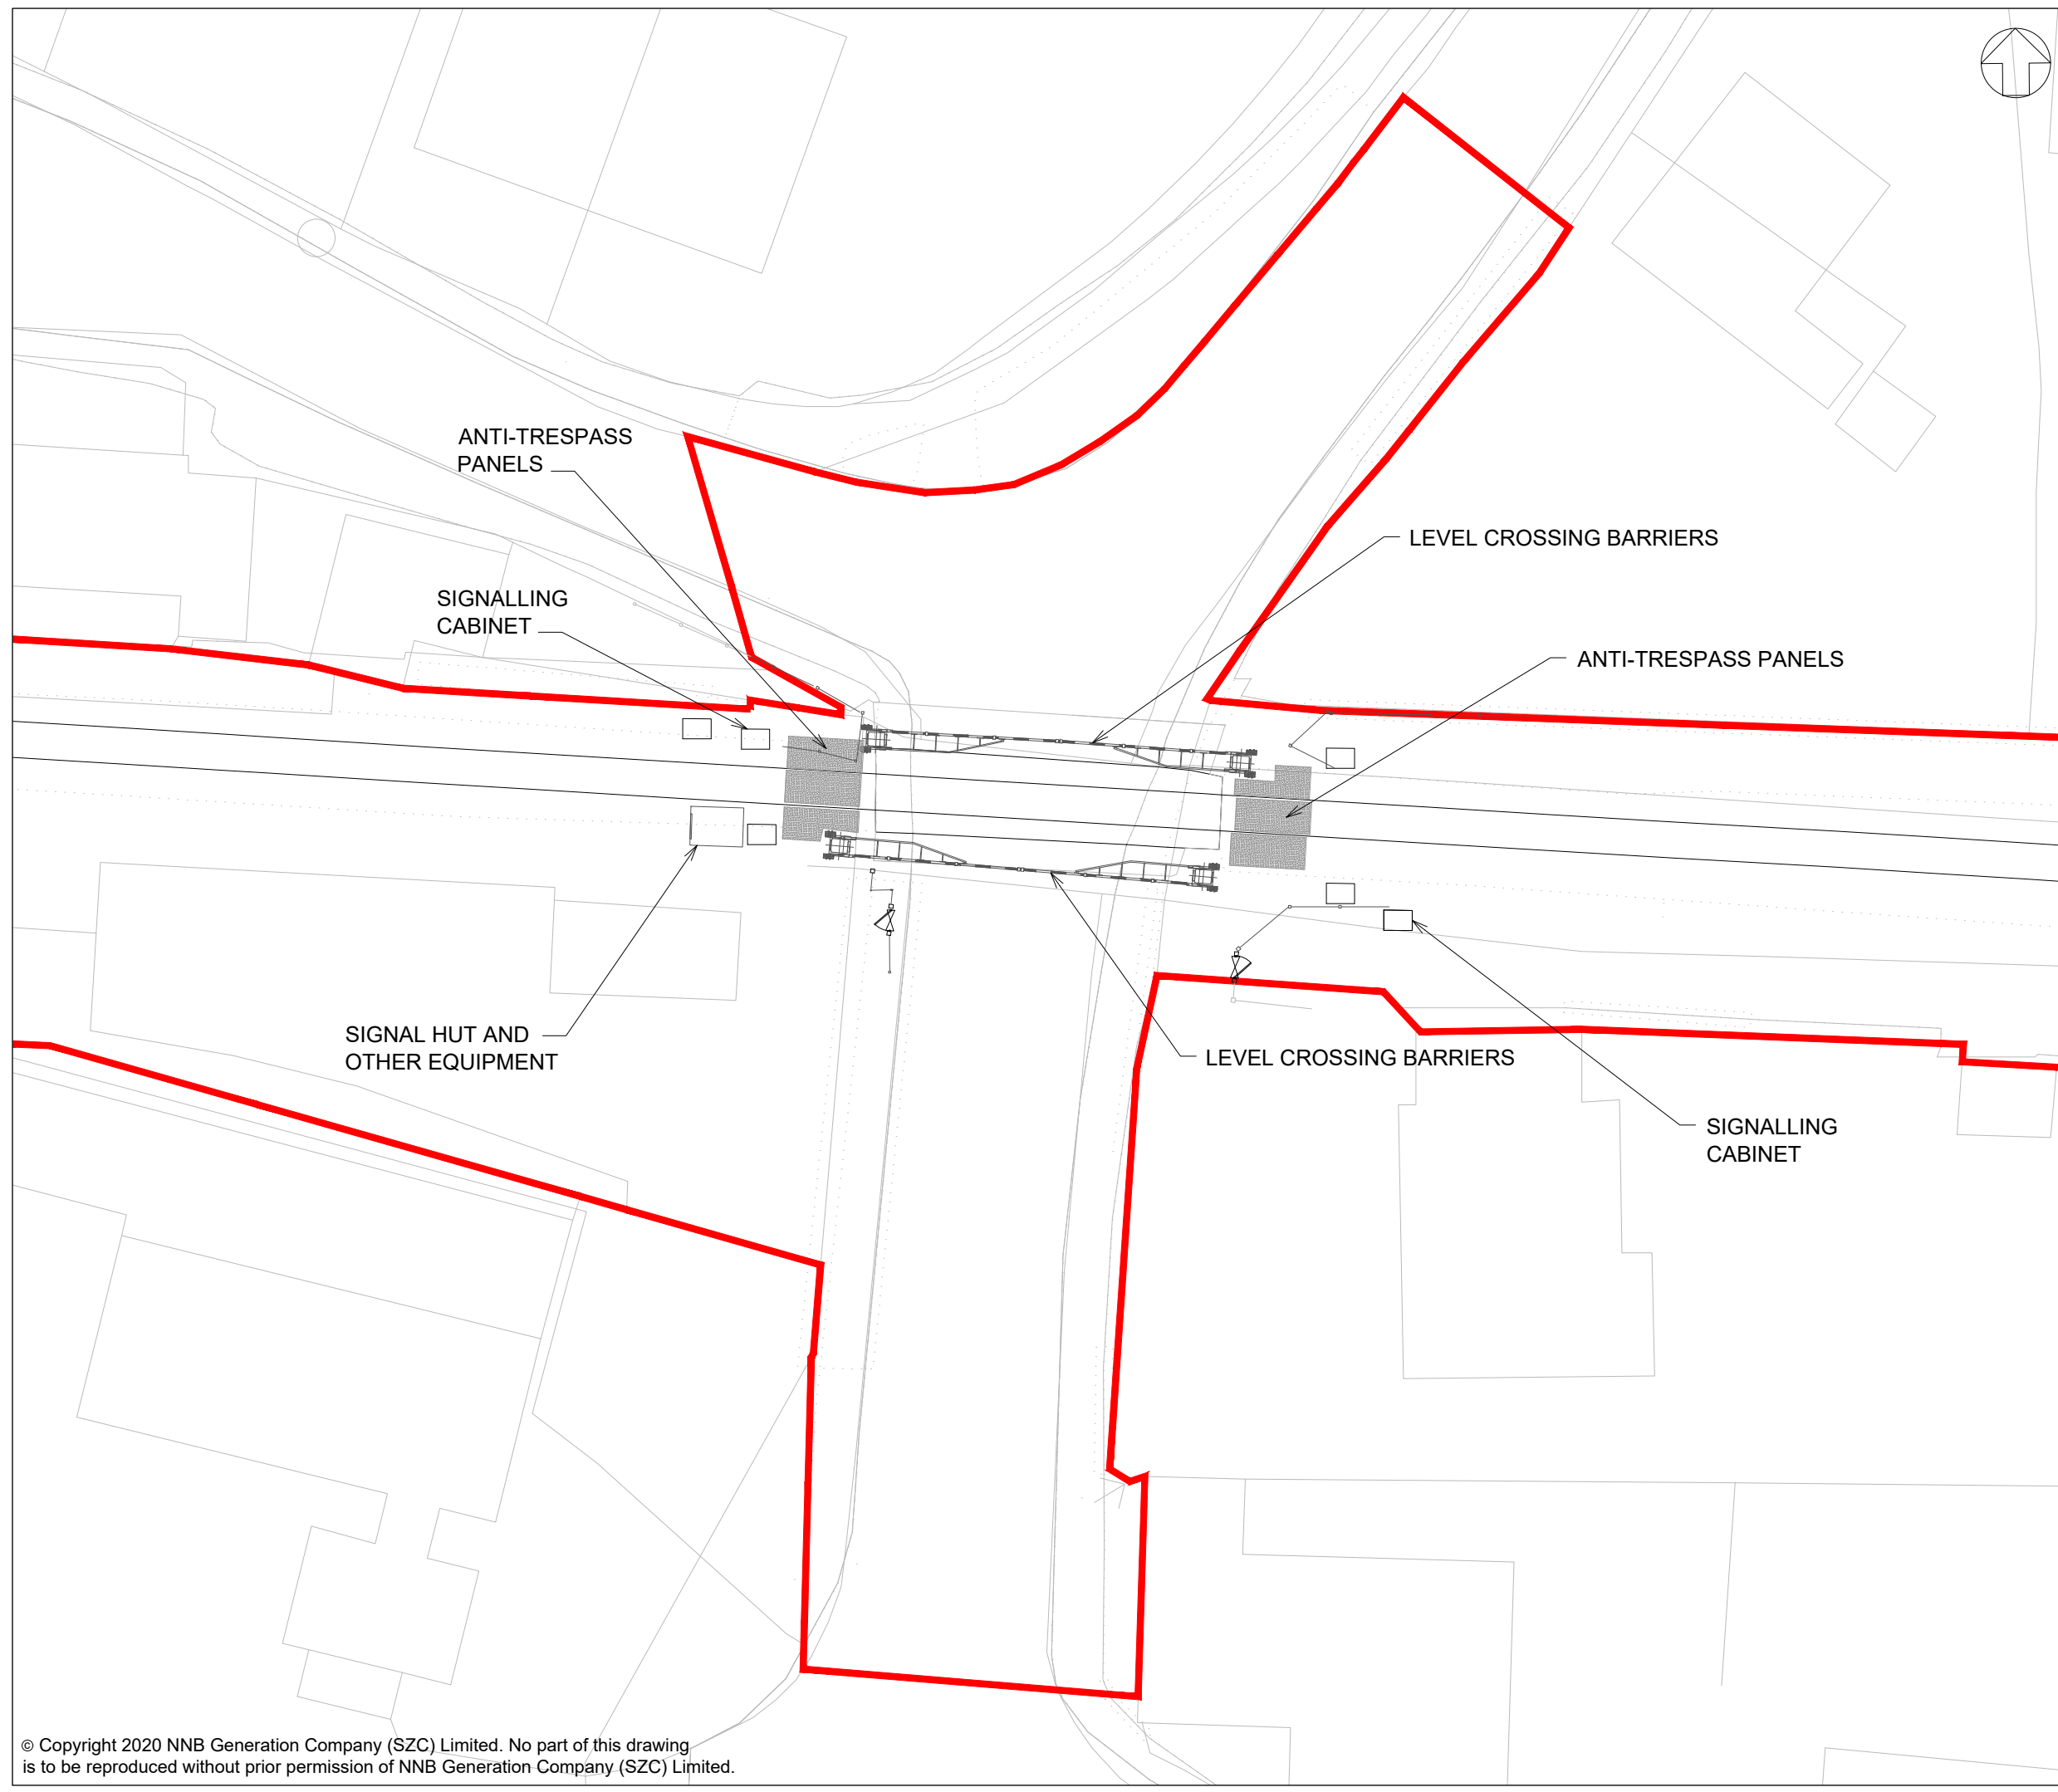 ANTI-TRESPASS
PANELS
LEVEL CROSSING BARRIERS
SIGNALLING
CABINET
ANTI-TRESPASS PANELS
SIGNAL HUT AND
OTHER EQUIPMENT
LEVEL CROSSING BARRIERS
SIGNALLING
CABINET
© Copyright 2020 NNB Generation Company (SZC) Limited. No part of this drawing
is to be reproduced without prior permission of NNB Generation Company (SZC) Limited.